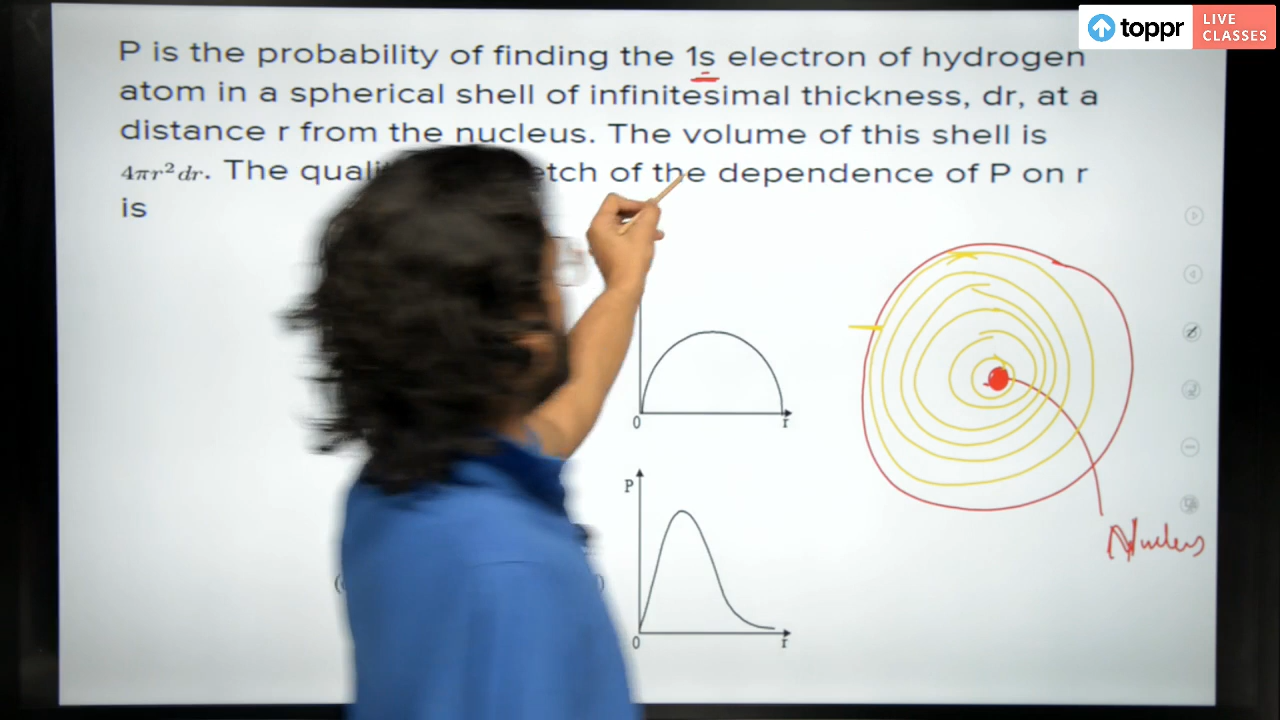 toppr LIVE CLASSES
P is the probability of finding the 1s electron of hydrogen
atom in a spherical shell of infinitesimal thickness, dr, at a
distance r from the nucleus. The volume of this shell is
4πr²dr. The quali etch of the dependence of P on r
is
0
r
P
0
r
Nucleus